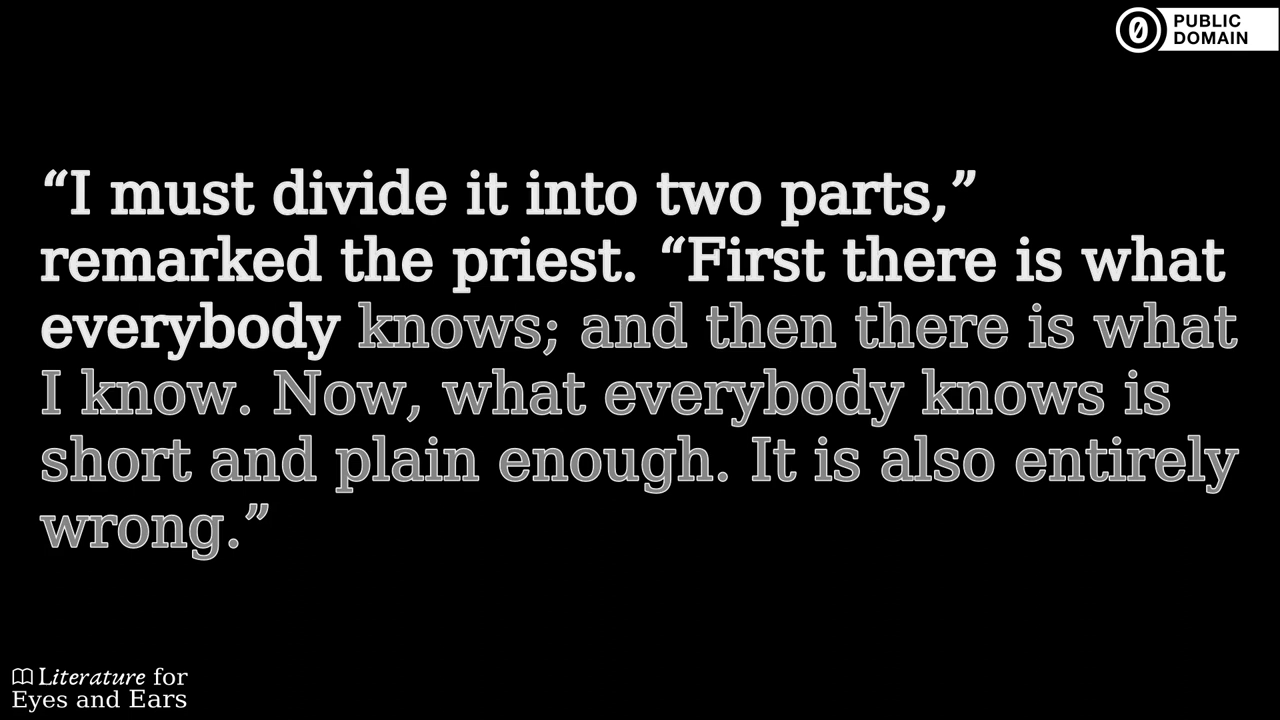 PUBLIC
DOMAIN
“I must divide it into two parts,”
remarked the priest. “First there is what
everybody knows; and then there is what
I know. Now, what everybody knows is
short and plain enough. It is also entirely
wrong.”
Literature for
Eyes and Ears